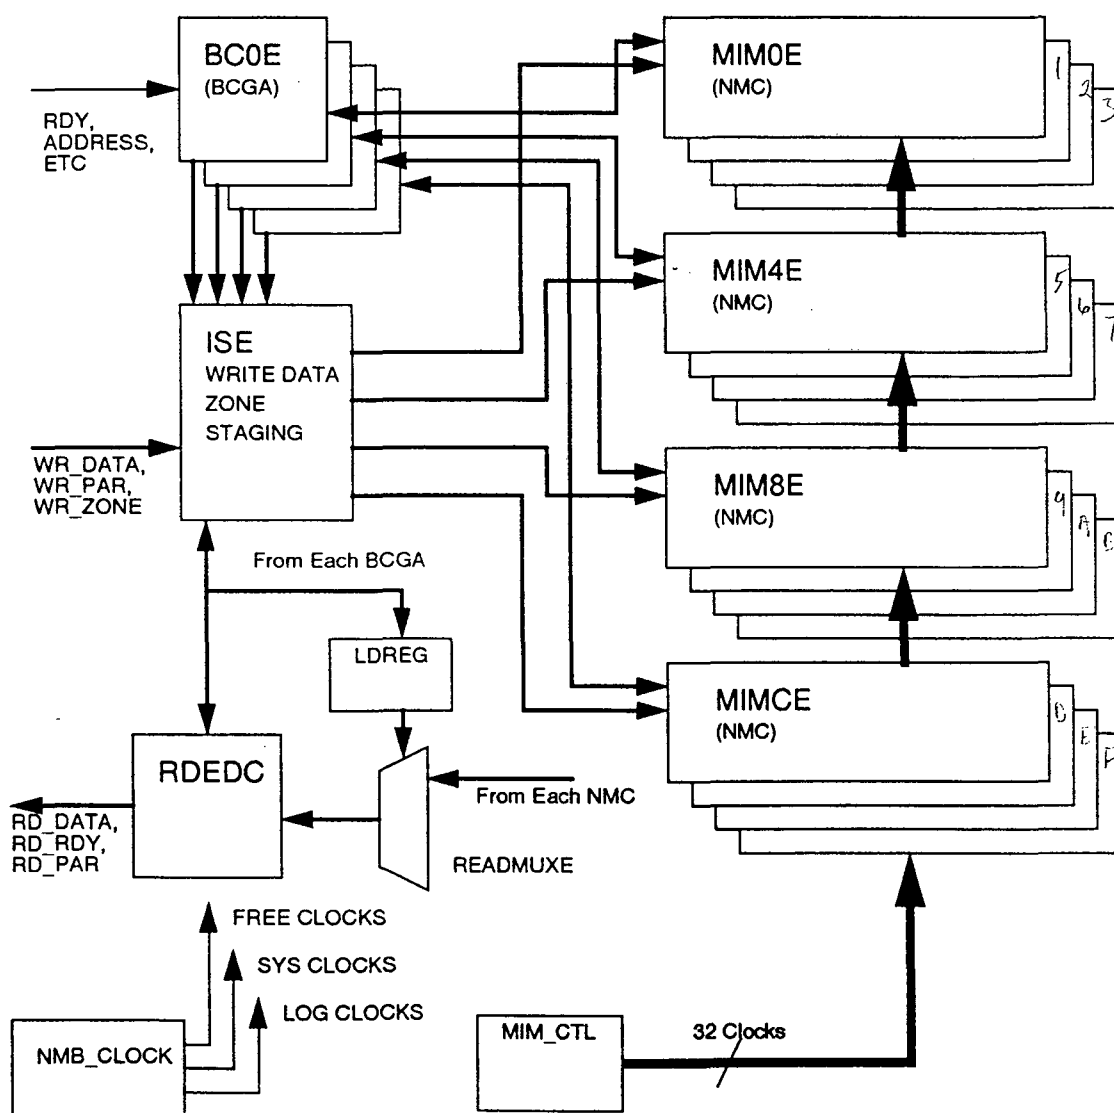 BC0E
(BCGA)
RDY,
ADDRESS,
ETC
MIM0E
(NMC)
1
2
3
MIM4E
(NMC)
5
6
7
ISE
WRITE DATA
ZONE
STAGING
WR_DATA,
WR_PAR,
WR_ZONE
MIM8E
(NMC)
9
A
From Each BCGA
LDREG
MIMCE
(NMC)
E
F
RDEDC
From Each NMC
RD_DATA,
RD_RDY,
RD_PAR
READMUXE
FREE CLOCKS
SYS CLOCKS
LOG CLOCKS
NMB_CLOCK
MIM_CTL
32 Clocks